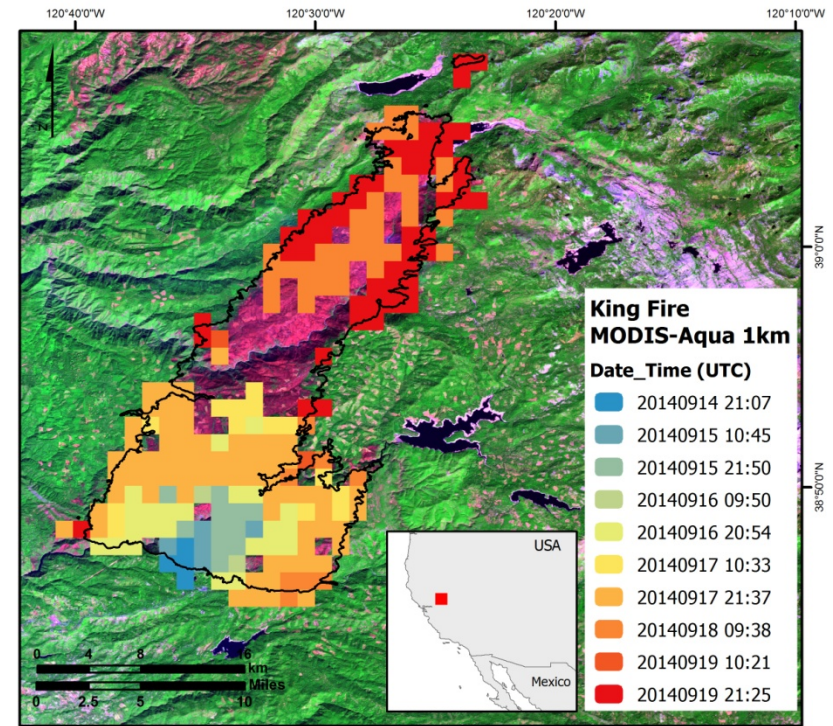 120°40'0"W 120°30'0"W 120°20'0"W 120°10'0"W
N
39°0'0"N
King Fire
MODIS-Aqua 1km
Date_Time (UTC)
20140914 21:07
20140915 10:45
20140915 21:50
20140916 09:50
20140916 20:54
20140917 10:33
20140917 21:37
20140918 09:38
20140919 10:21
20140919 21:25
38°50'0"N
USA
Mexico
0 4 8 16
km
Miles
0 2.5 5 10